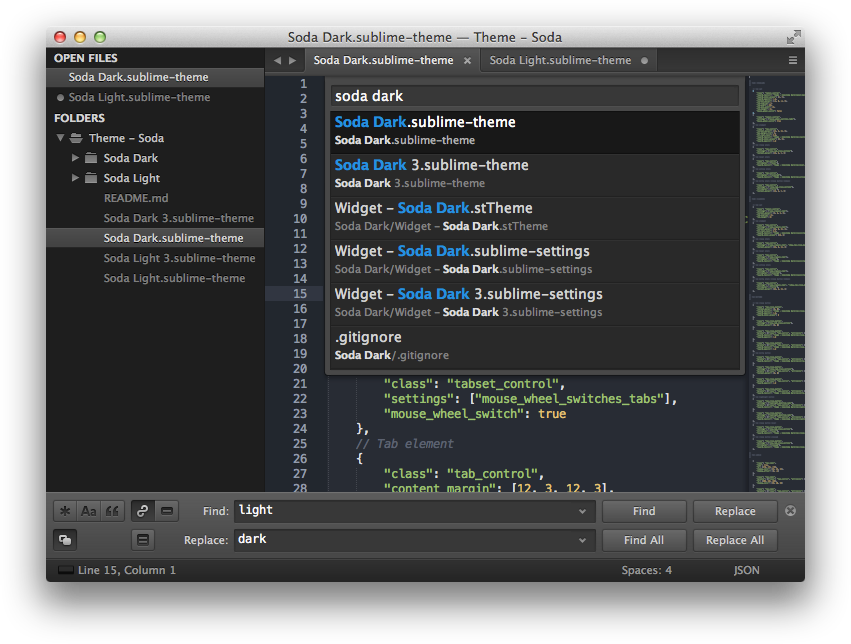 Soda Dark.sublime-theme — Theme – Soda
OPEN FILES
Soda Dark.sublime-theme
Soda Light.sublime-theme
FOLDERS
Theme – Soda
Soda Dark
Soda Light
README.md
Soda Dark 3.sublime-theme
Soda Dark.sublime-theme
Soda Light 3.sublime-theme
Soda Light.sublime-theme
Soda Dark.sublime-theme × Soda Light.sublime-theme
soda dark
Soda Dark.sublime-theme
Soda Dark.sublime-theme
Soda Dark 3.sublime-theme
Soda Dark 3.sublime-theme
Widget – Soda Dark.stTheme
Soda Dark/Widget – Soda Dark.stTheme
Widget – Soda Dark.sublime-settings
Soda Dark/Widget – Soda Dark.sublime-settings
Widget – Soda Dark 3.sublime-settings
Soda Dark/Widget – Soda Dark 3.sublime-settings
.gitignore
Soda Dark/.gitignore
1
2
3
4
5
6
7
8
9
10
11
12
13
14
15
16
17
18
19
20
21 "class": "tabset_control",
22 "settings": ["mouse_wheel_switches_tabs"],
23 "mouse_wheel_switch": true
24 },
25 // Tab element
26 {
27 "class": "tab_control",
28 "content_margin": [12, 3, 12, 3],
* Aa “ Find: light Find Replace
Replace: dark Find All Replace All
Line 15, Column 1 Spaces: 4 JSON